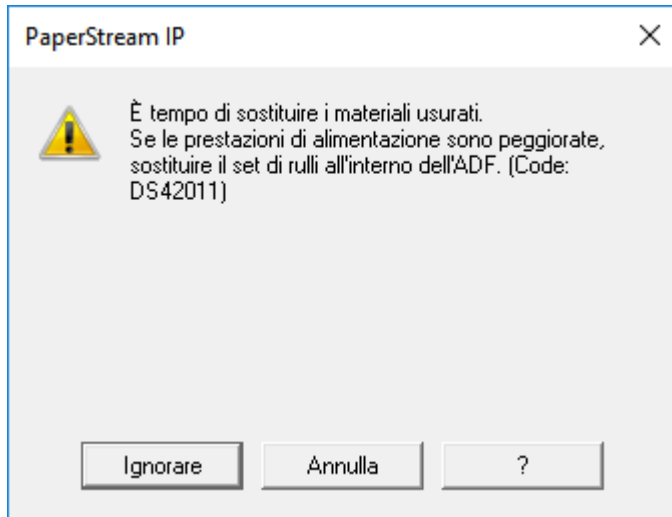 PaperStream IP
È tempo di sostituire i materiali usurati.
Se le prestazioni di alimentazione sono peggiorate,
sostituire il set di rulli all'interno dell'ADF. (Code:
DS42011)
Ignorare
Annulla
?